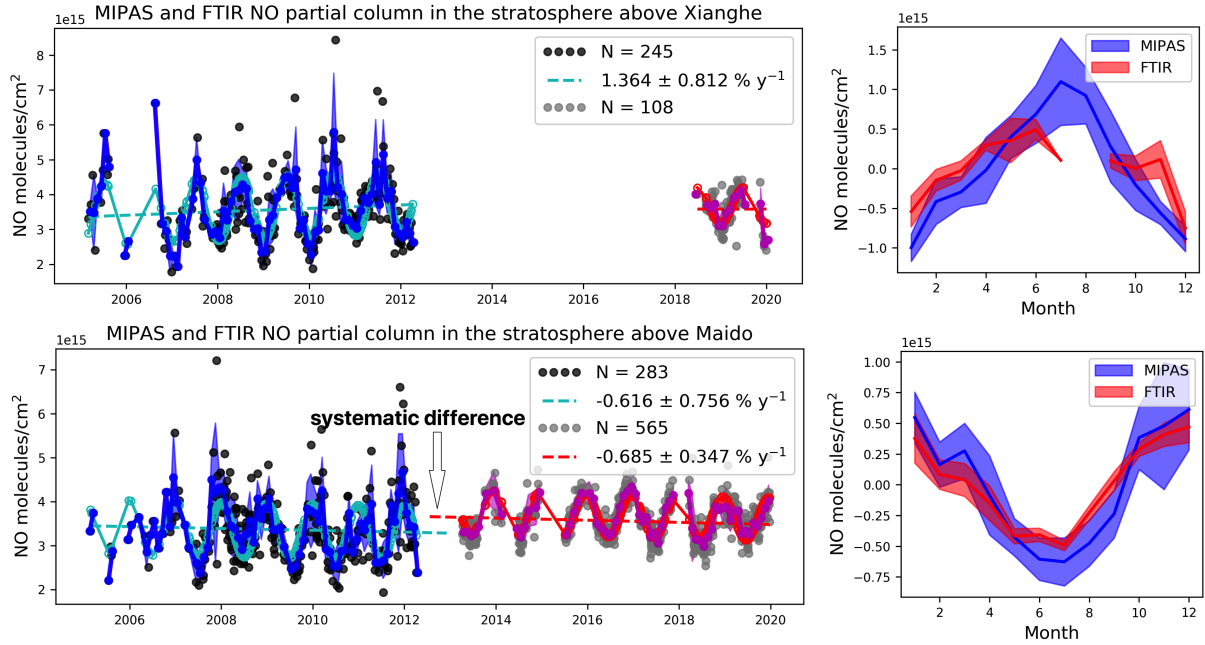 MIPAS and FTIR NO partial column in the stratosphere above Xianghe
1e15
NO molecules/cm²
8
7
6
5
4
3
2
2006 2008 2010 2012 2014 2016 2018 2020
N = 245
1.364 ± 0.812 % y⁻¹
N = 108
1e15
NO molecules/cm²
1.5
1.0
0.5
0.0
−0.5
−1.0
2 4 6 8 10 12
Month
MIPAS
FTIR
MIPAS and FTIR NO partial column in the stratosphere above Maido
1e15
NO molecules/cm²
7
6
5
4
3
2
2006 2008 2010 2012 2014 2016 2018 2020
systematic difference
N = 283
-0.616 ± 0.756 % y⁻¹
N = 565
-0.685 ± 0.347 % y⁻¹
1e15
NO molecules/cm²
1.00
0.75
0.50
0.25
0.00
−0.25
−0.50
−0.75
2 4 6 8 10 12
Month
MIPAS
FTIR